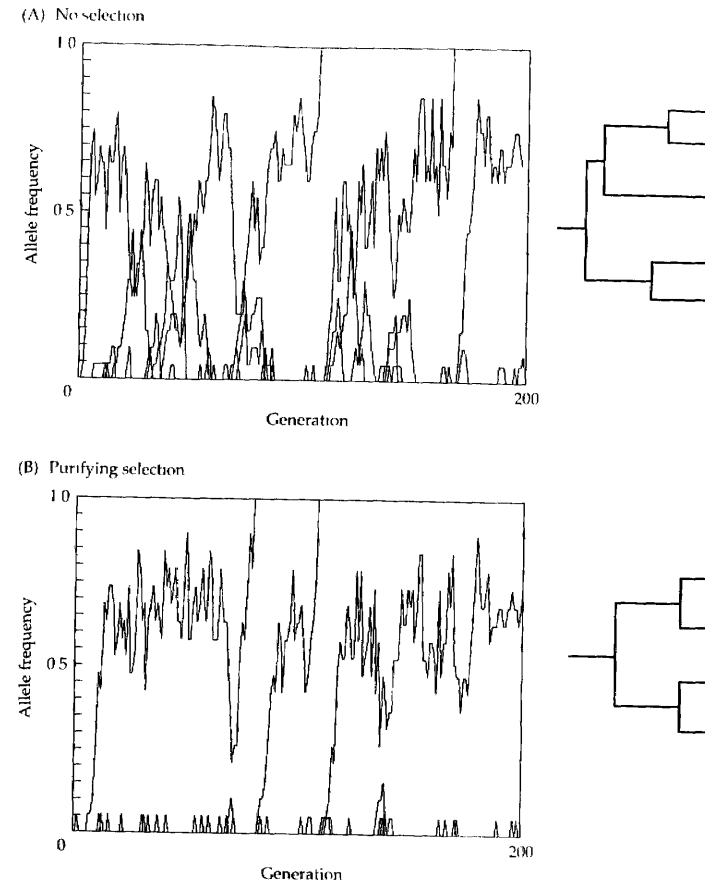 (A) No selection
1 0
Allele frequency
0 5
0
200
Generation
(B) Purifying selection
1 0
Allele frequency
0 5
0
200
Generation